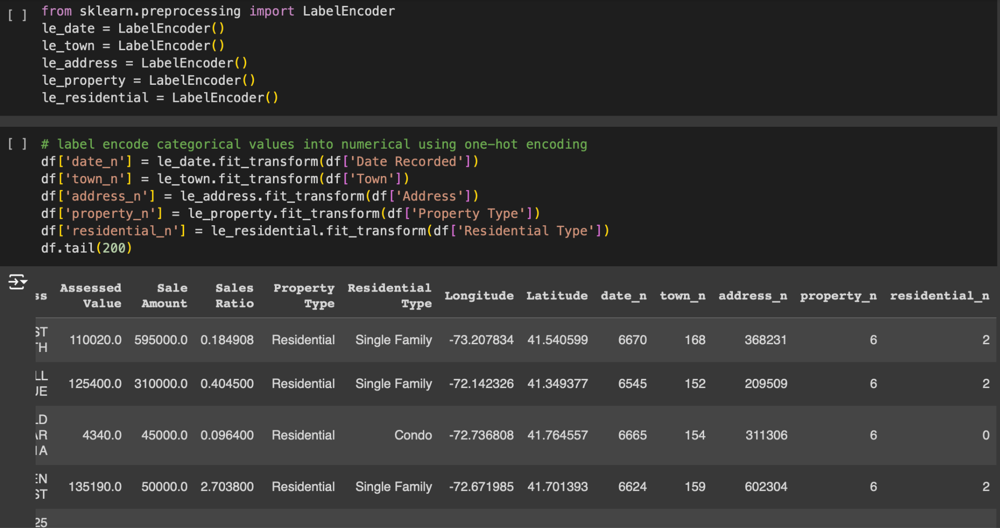 [ ] from sklearn.preprocessing import LabelEncoder
le_date = LabelEncoder()
le_town = LabelEncoder()
le_address = LabelEncoder()
le_property = LabelEncoder()
le_residential = LabelEncoder()
[ ] # label encode categorical values into numerical using one-hot encoding
df['date_n'] = le_date.fit_transform(df['Date Recorded'])
df['town_n'] = le_town.fit_transform(df['Town'])
df['address_n'] = le_address.fit_transform(df['Address'])
df['property_n'] = le_property.fit_transform(df['Property Type'])
df['residential_n'] = le_residential.fit_transform(df['Residential Type'])
df.tail(200)
ss Assessed Value Sale Amount Sales Ratio Property Type Residential Type Longitude Latitude date_n town_n address_n property_n residential_n
ST
TH 110020.0 595000.0 0.184908 Residential Single Family -73.207834 41.540599 6670 168 368231 6 2
LL
UE 125400.0 310000.0 0.404500 Residential Single Family -72.142326 41.349377 6545 152 209509 6 2
LD
AR 4340.0 45000.0 0.096400 Residential Condo -72.736808 41.764557 6665 154 311306 6 0
IA
EN
ST 135190.0 50000.0 2.703800 Residential Single Family -72.671985 41.701393 6624 159 602304 6 2
25